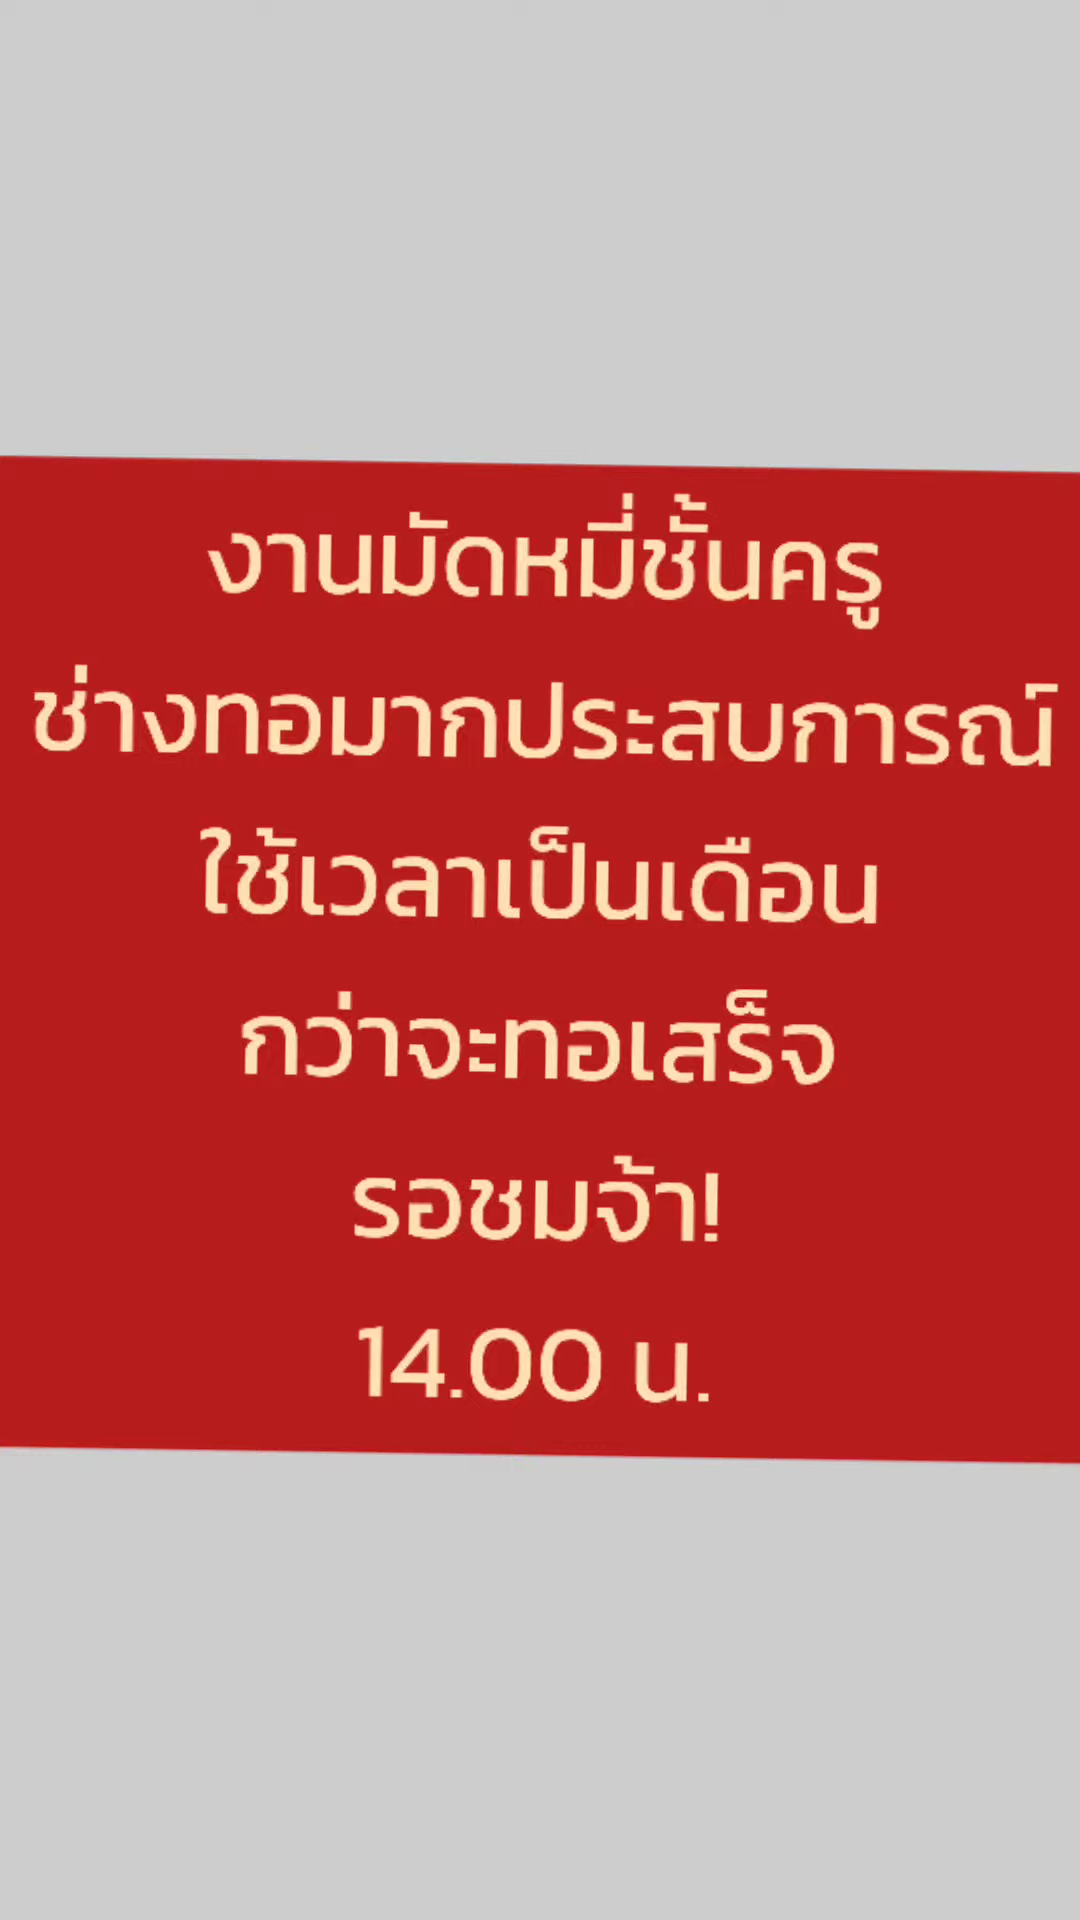 งานมัดหมี่ชั้นครู
ช่างทอมากประสบการณ์
ใช้เวลาเป็นเดือน
กว่าจะทอเสร็จ
รอชมจ้า!
14.00 น.